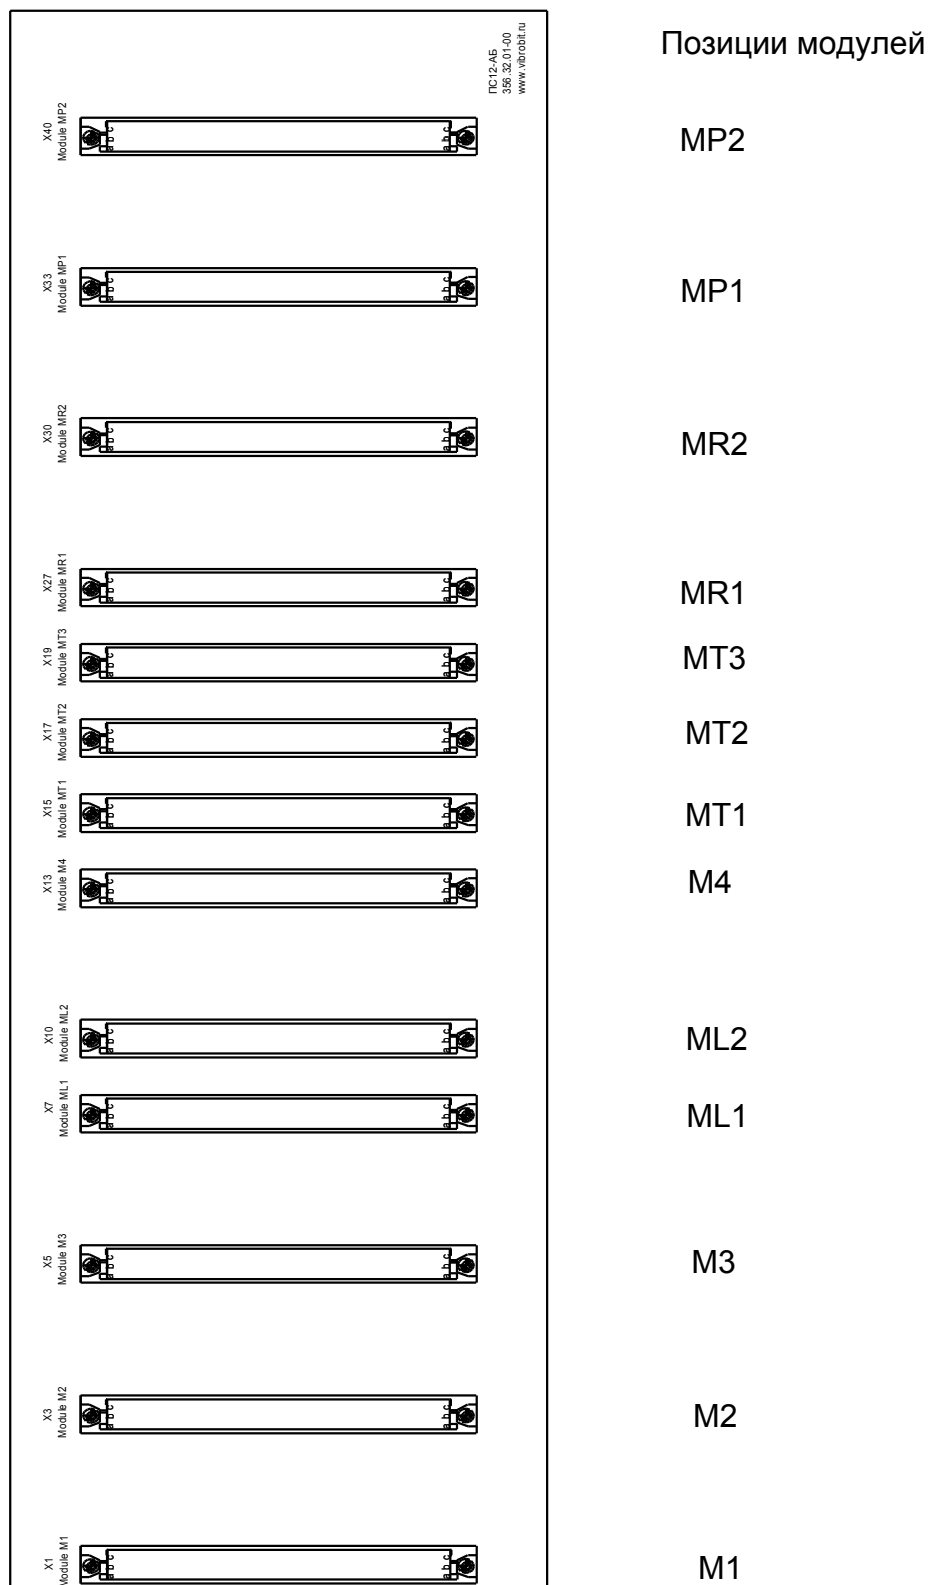 Позиции модулей
ПС12-АБ
356.32.01-00
www.vibrobit.ru
X40
Module MP2
c
b
a
c
b
a
MP2
X33
Module MP1
c
b
a
c
b
a
MP1
X30
Module MR2
c
b
a
c
b
a
MR2
X27
Module MR1
c
b
a
c
b
a
MR1
X19
Module MT3
c
b
a
c
b
a
MT3
X17
Module MT2
c
b
a
c
b
a
MT2
X15
Module MT1
c
b
a
c
b
a
MT1
X13
Module M4
c
b
a
c
b
a
M4
X10
Module ML2
c
b
a
c
b
a
ML2
X7
Module ML1
c
b
a
c
b
a
ML1
X5
Module M3
c
b
a
c
b
a
M3
X3
Module M2
c
b
a
c
b
a
M2
X1
Module M1
c
b
a
c
b
a
M1